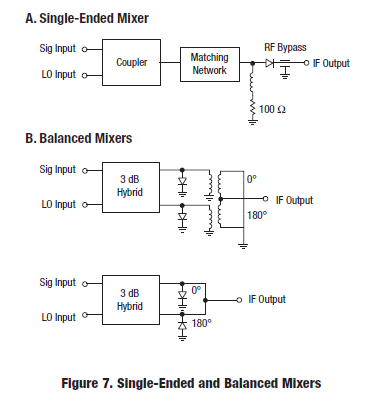 A. Single-Ended Mixer
Sig Input
LO Input
Coupler
Matching
Network
RF Bypass
IF Output
100 Ω
B. Balanced Mixers
Sig Input
LO Input
3 dB
Hybrid
0°
180°
IF Output
Sig Input
LO Input
3 dB
Hybrid
0°
180°
IF Output
Figure 7. Single-Ended and Balanced Mixers